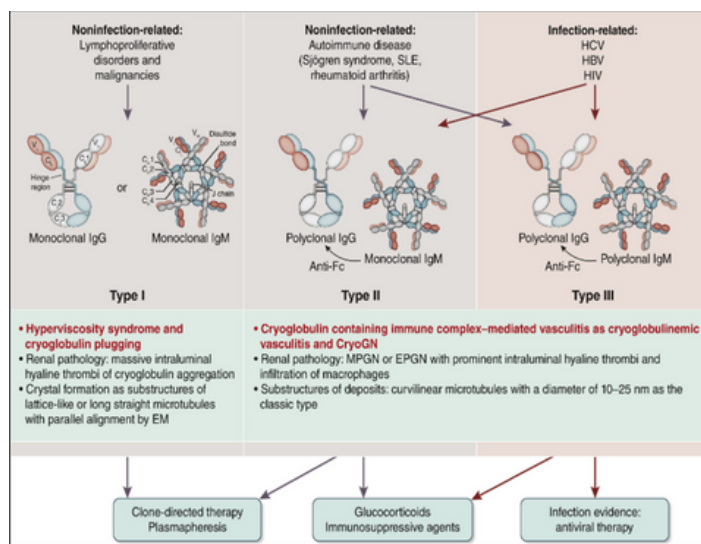 Noninfection-related:
Lymphoproliferative
disorders and
malignancies
Noninfection-related:
Autoimmune disease
(Sjögren syndrome, SLE,
rheumatoid arthritis)
Infection-related:
HCV
HBV
HIV
Hinge
region
or
Disulfide
bond
J chain
Monoclonal IgG
Monoclonal IgM
Polyclonal IgG
Monoclonal IgM
Anti-Fc
Polyclonal IgG
Polyclonal IgM
Anti-Fc
Type I
Type II
Type III
• Hyperviscosity syndrome and
cryoglobulin plugging
• Renal pathology: massive intraluminal
hyaline thrombi of cryoglobulin aggregation
• Crystal formation as substructures of
lattice-like or long straight microtubules
with parallel alignment by EM
• Cryoglobulin containing immune complex–mediated vasculitis as cryoglobulinemic
vasculitis and CryoGN
• Renal pathology: MPGN or EPGN with prominent intraluminal hyaline thrombi and
infiltration of macrophages
• Substructures of deposits: curvilinear microtubules with a diameter of 10–25 nm as the
classic type
Clone-directed therapy
Plasmapheresis
Glucocorticoids
Immunosuppressive agents
Infection evidence:
antiviral therapy